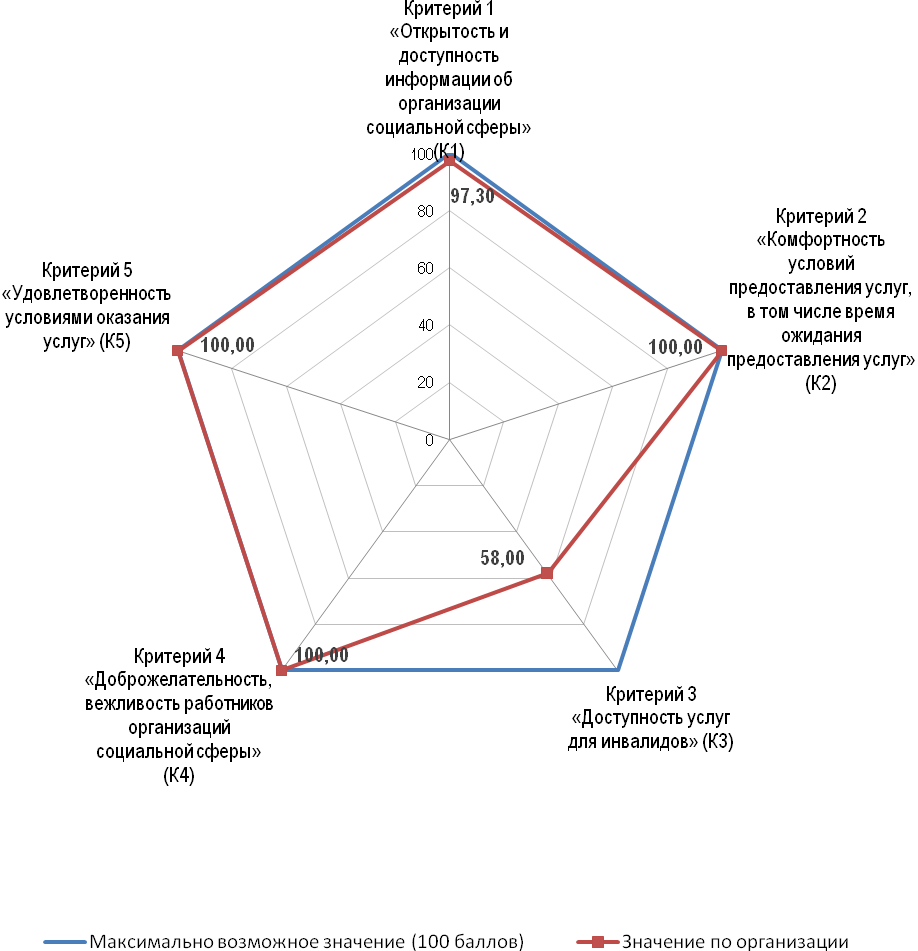 Критерий 1
«Открытость и
доступность
информации об
организации
социальной сферы»
(К1)
100
97,30
80
60
40
20
0
Критерий 2
«Комфортность
условий
предоставления услуг,
в том числе время
ожидания
предоставления услуг»
(К2)
100,00
Критерий 5
«Удовлетворенность
условиями оказания
услуг» (К5)
100,00
58,00
Критерий 3
«Доступность услуг
для инвалидов» (К3)
100,00
Критерий 4
«Доброжелательность,
вежливость работников
организаций
социальной сферы»
(К4)
Максимально возможное значение (100 баллов)
Значение по организации